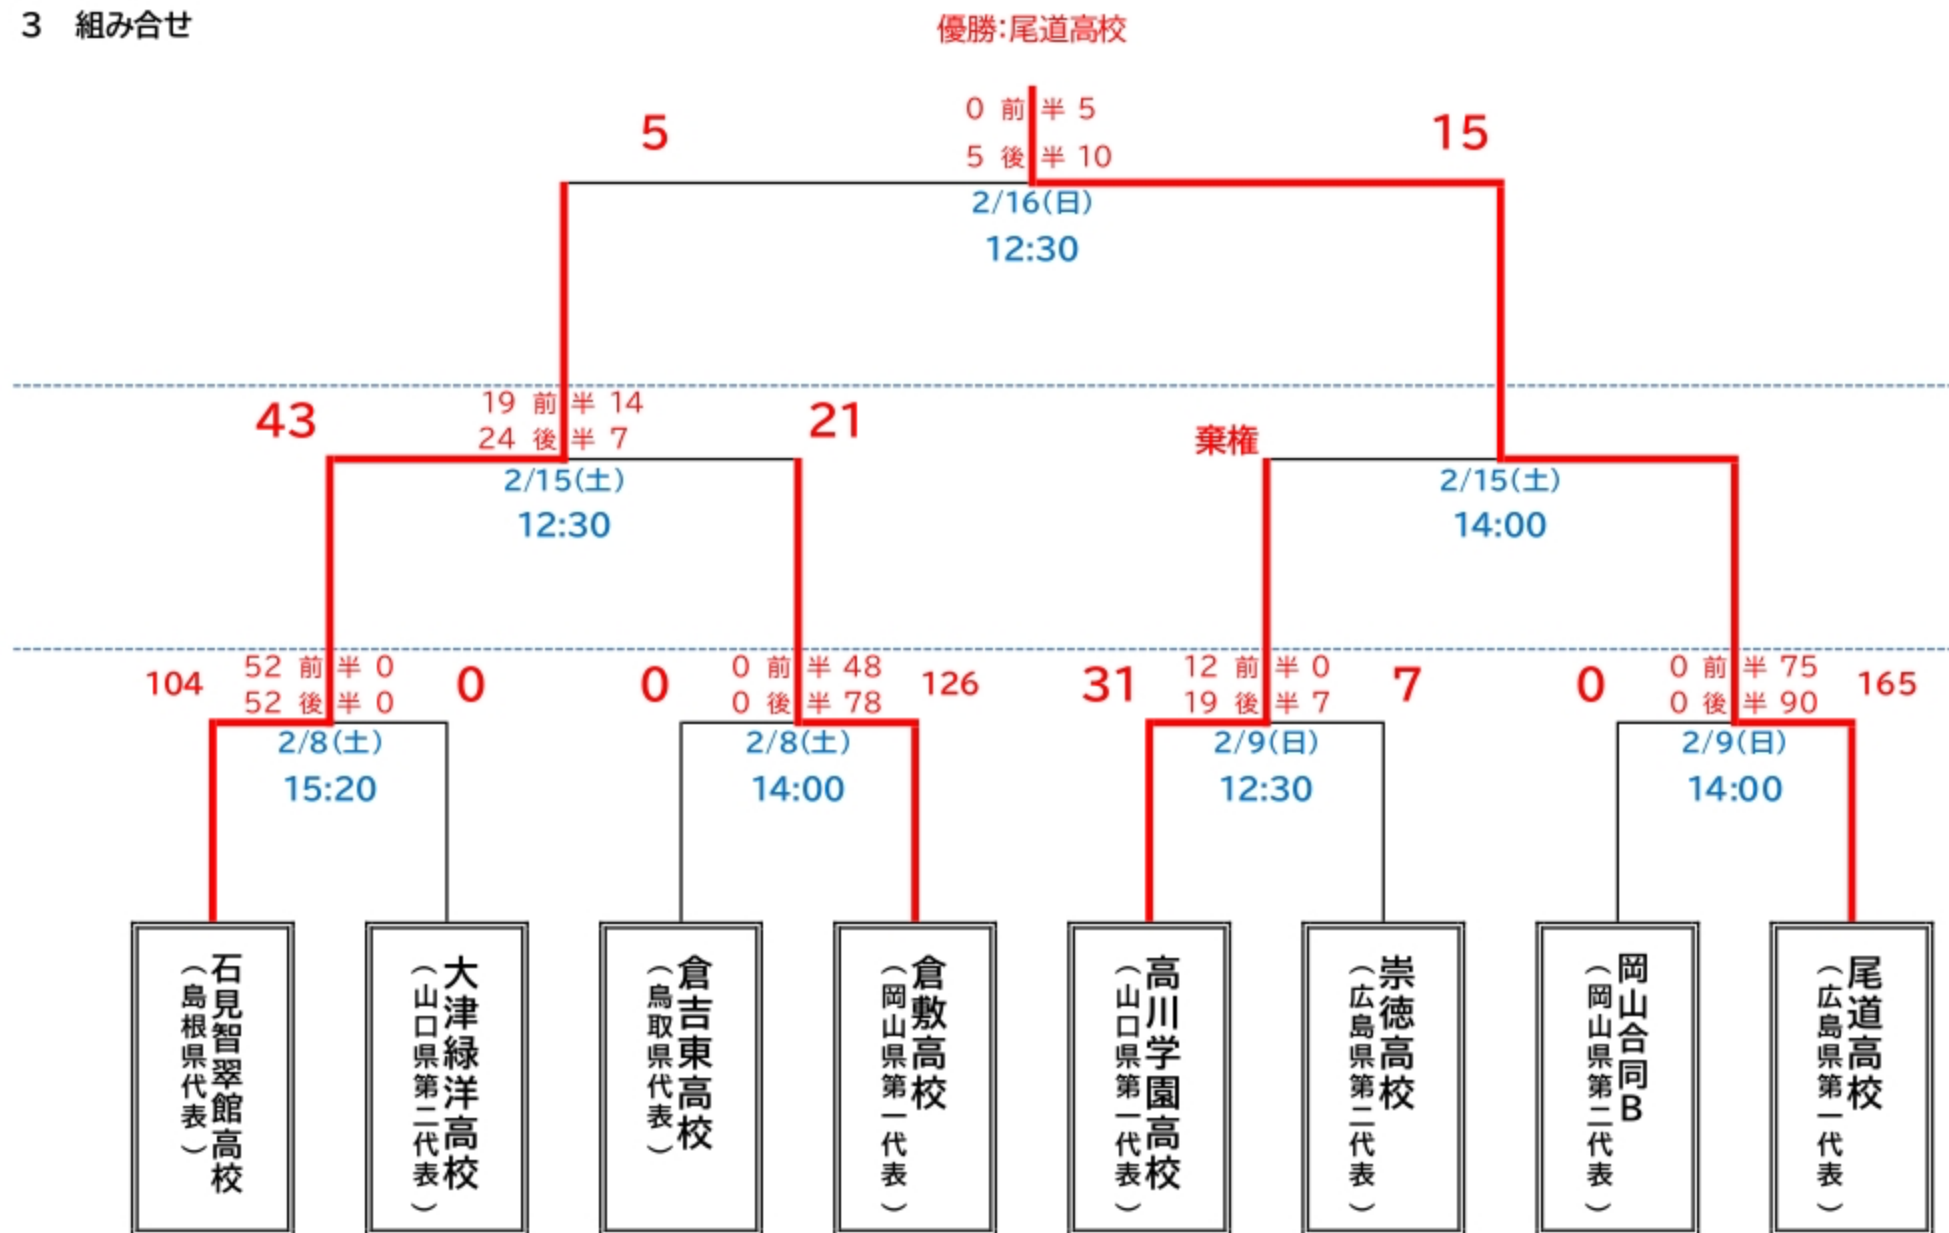 3 組み合せ
優勝:尾道高校
0 前半 5
5 15
5 後半 10
2/16(日)
12:30
19 前半 14
43 21
24 後半 7
棄権
2/15(土)
12:30
2/15(土)
14:00
104 52 前半 0 0
52 後半 0
0 0 前半 48 126
0 後半 78
31 12 前半 0 7
19 後半 7
0 0 前半 75 165
0 後半 90
2/8(土)
15:20
2/8(土)
14:00
2/9(日)
12:30
2/9(日)
14:00
石見智翠館高校
(島根県代表)
大津緑洋高校
(山口県第二代表)
倉吉東高校
(鳥取県代表)
倉敷高校
(岡山県第一代表)
高川学園高校
(山口県第一代表)
崇徳高校
(広島県第二代表)
岡山合同B
(岡山県第二代表)
尾道高校
(広島県第一代表)